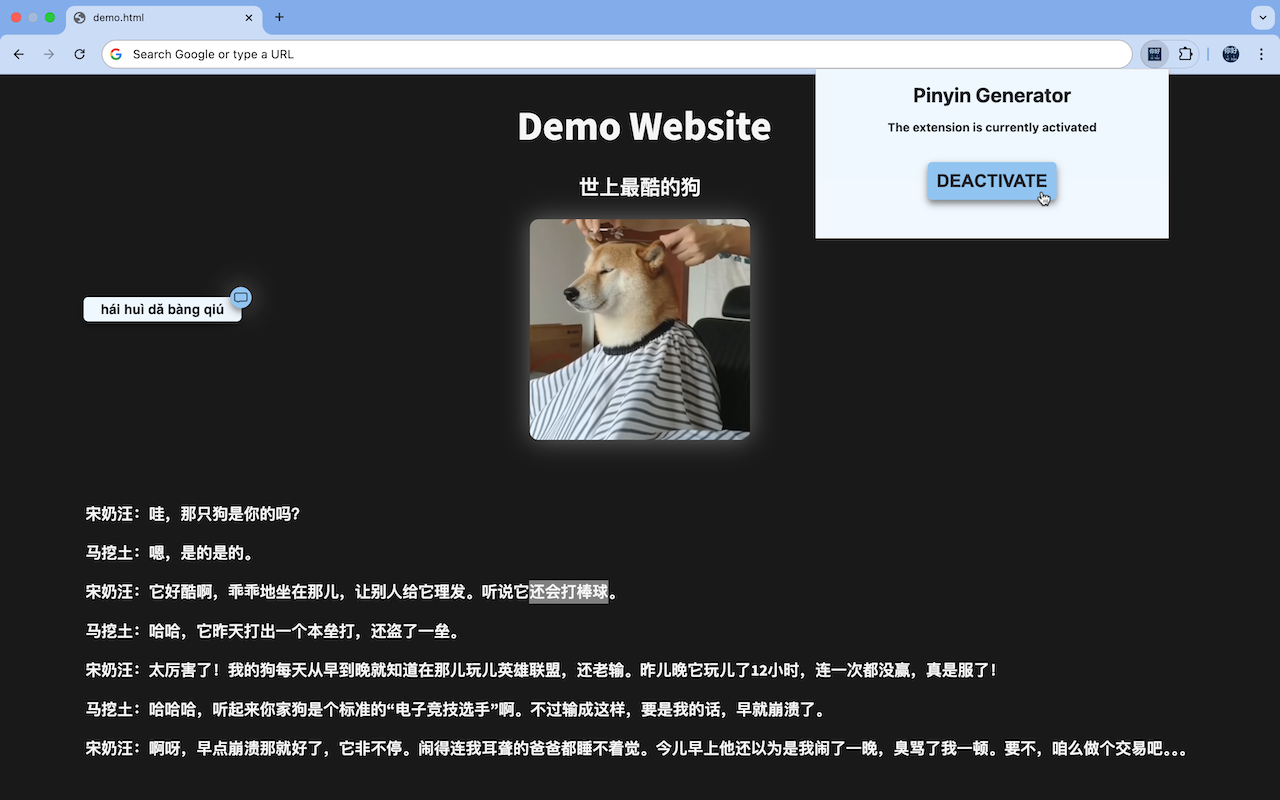 demo.html
Search Google or type a URL
Pinyin Generator
The extension is currently activated
DEACTIVATE
Demo Website
世上最酷的狗
hái huì dǎ bàng qiú
宋奶汪：哇，那只狗是你的吗？
马挖土：嗯，是的是的。
宋奶汪：它好酷啊，乖乖地坐在那儿，让别人给它理发。听说它还会打棒球。
马挖土：哈哈，它昨天打出一个本垒打，还盗了一垒。
宋奶汪：太厉害了！我的狗每天从早到晚就知道在那儿玩儿英雄联盟，还老输。昨儿晚它玩儿了12小时，连一次都没赢，真是服了！
马挖土：哈哈哈，听起来你家狗是个标准的“电子竞技选手”啊。不过输成这样，要是我的话，早就崩溃了。
宋奶汪：啊呀，早点崩溃那就好了，它非不停。闹得连我耳聋的爸爸都睡不着觉。今儿早上他还以为是我闹了一晚，臭骂了我一顿。要不，咱么做个交易吧。。。